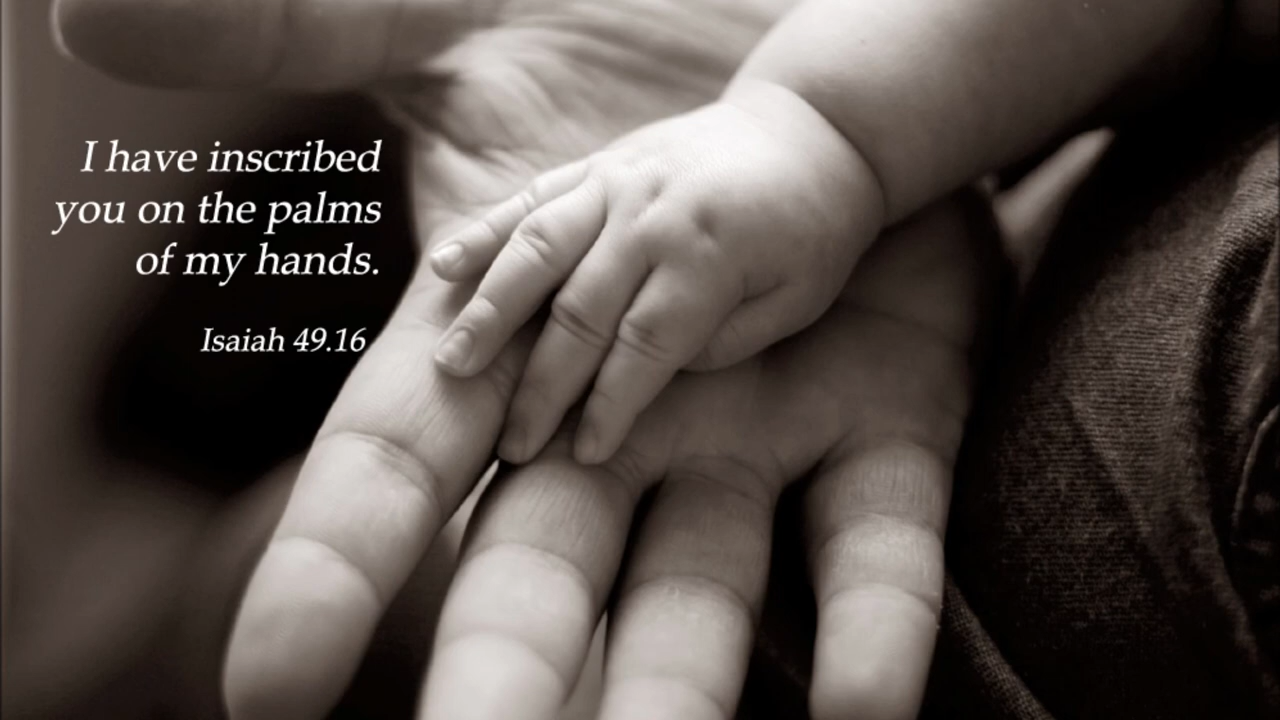 I have inscribed
you on the palms
of my hands.
Isaiah 49.16